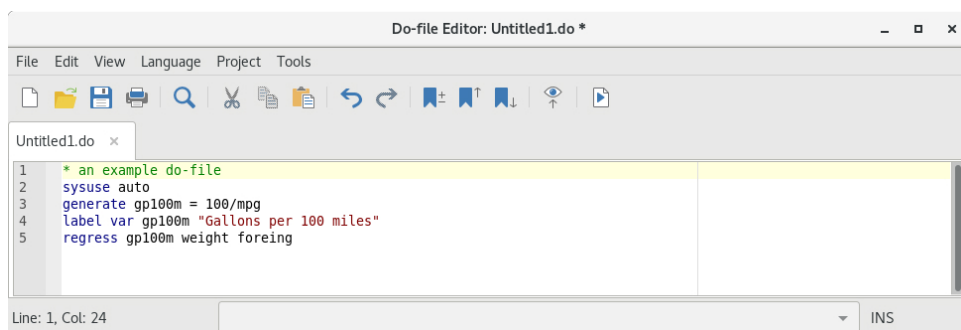 Do-file Editor: Untitled1.do *
File Edit View Language Project Tools
Untitled1.do ×
1 * an example do-file
2 sysuse auto
3 generate gp100m = 100/mpg
4 label var gp100m "Gallons per 100 miles"
5 regress gp100m weight foreing
Line: 1, Col: 24 INS